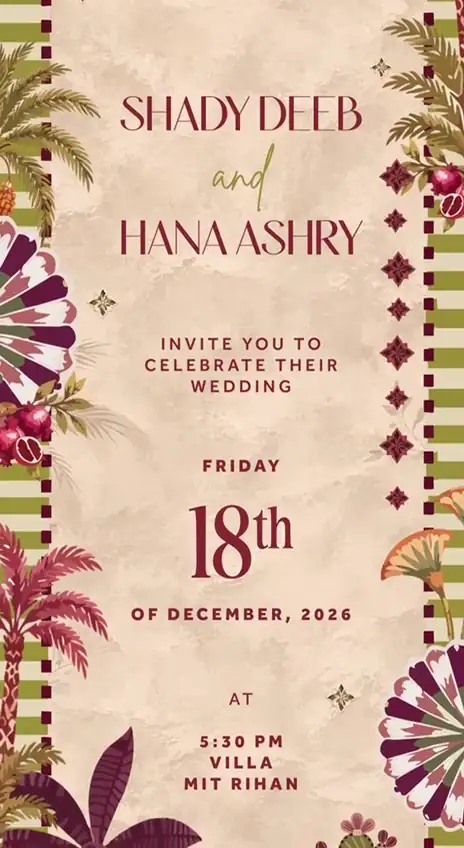 SHADY DEEB
and
HANA ASHRY
INVITE YOU TO
CELEBRATE THEIR
WEDDING
FRIDAY
18th
OF DECEMBER, 2026
AT
5:30 PM
VILLA
MIT RIHAN